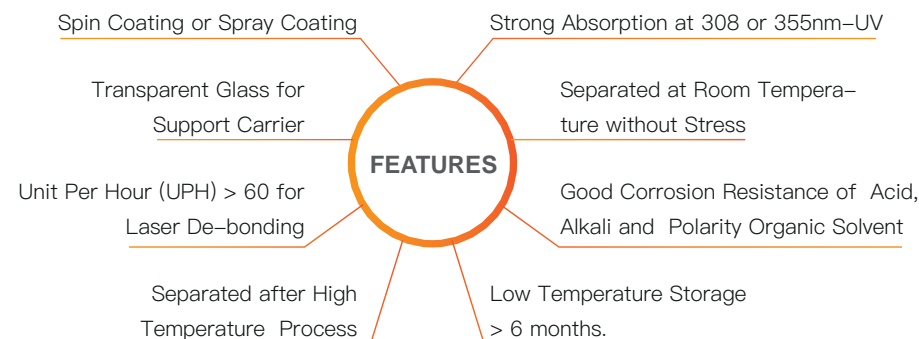 Spin Coating or Spray Coating
Strong Absorption at 308 or 355nm-UV
Transparent Glass for
Support Carrier
Separated at Room Tempera-
ture without Stress
FEATURES
Unit Per Hour (UPH) > 60 for
Laser De-bonding
Good Corrosion Resistance of Acid,
Alkali and Polarity Organic Solvent
Separated after High
Temperature Process
Low Temperature Storage
> 6 months.